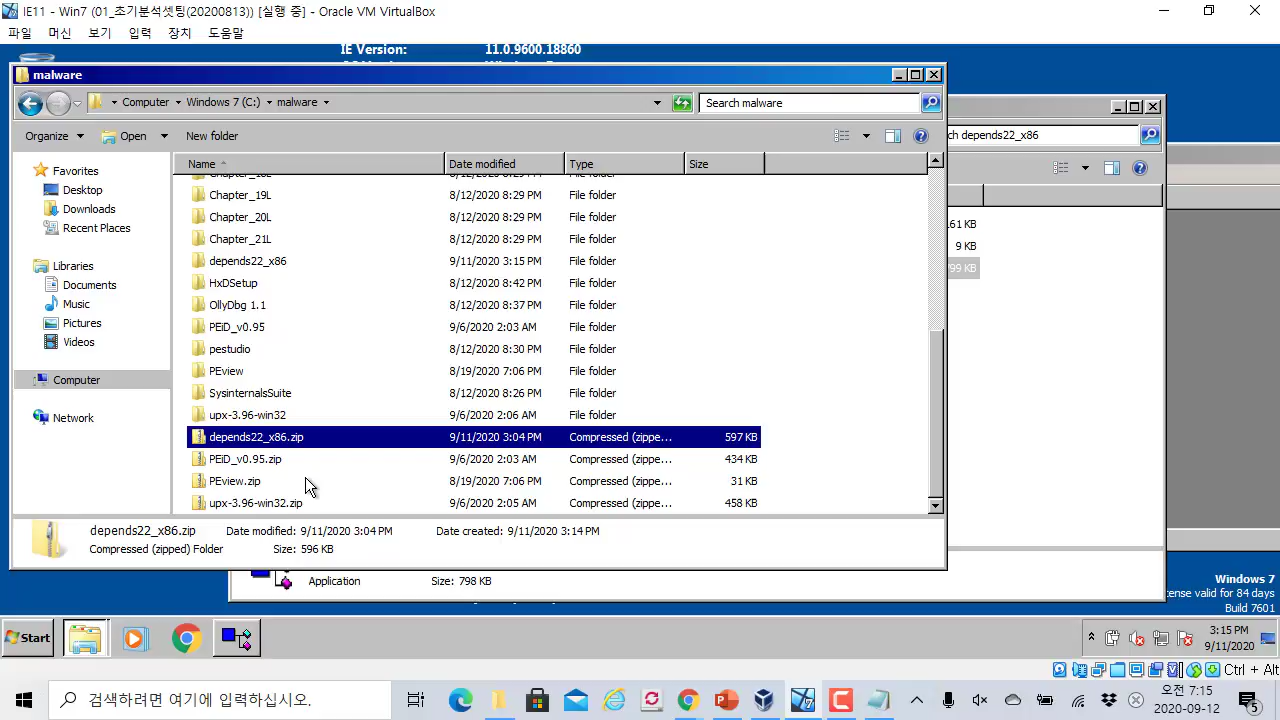 IE11 - Win7 (01_초기분석셋팅(20200813)) [실행 중] - Oracle VM VirtualBox
파일 머신 보기 입력 장치 도움말
IE Version: 11.0.9600.18860
malware
Computer Windows 7 (C:) malware
Search malware
Organize Open New folder
ch depends22_x86
Favorites
Desktop
Downloads
Recent Places
Libraries
Documents
Music
Pictures
Videos
Computer
Network
Name Date modified Type Size
Chapter_19L 8/12/2020 8:29 PM File folder
Chapter_20L 8/12/2020 8:29 PM File folder
Chapter_21L 8/12/2020 8:29 PM File folder
depends22_x86 9/11/2020 3:15 PM File folder
HxDSetup 8/12/2020 8:42 PM File folder
OllyDbg 1.1 8/12/2020 8:37 PM File folder
PEiD_v0.95 9/6/2020 2:03 AM File folder
pestudio 8/12/2020 8:30 PM File folder
PEview 8/19/2020 7:06 PM File folder
SysinternalsSuite 8/12/2020 8:26 PM File folder
upx-3.96-win32 9/6/2020 2:06 AM File folder
depends22_x86.zip 9/11/2020 3:04 PM Compressed (zippe... 597 KB
PEiD_v0.95.zip 9/6/2020 2:03 AM Compressed (zippe... 434 KB
PEview.zip 8/19/2020 7:06 PM Compressed (zippe... 31 KB
upx-3.96-win32.zip 9/6/2020 2:05 AM Compressed (zippe... 458 KB
61 KB
9 KB
99 KB
depends22_x86.zip Date modified: 9/11/2020 3:04 PM Date created: 9/11/2020 3:14 PM
Compressed (zipped) Folder Size: 596 KB
Application Size: 798 KB
Windows 7
ense valid for 84 days
Build 7601
Start
3:15 PM
9/11/2020
Ctrl + Alt
검색하려면 여기에 입력하십시오.
오전 7:15
2020-09-12
5